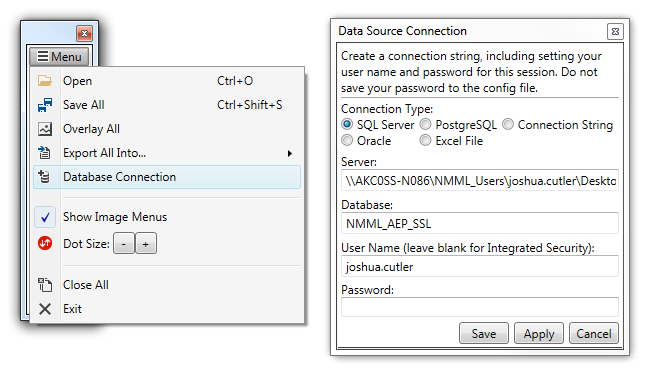 Menu
Open Ctrl+O
Save All Ctrl+Shift+S
Overlay All
Export All Into...
Database Connection
Show Image Menus
Dot Size: - +
Close All
Exit
Data Source Connection
Create a connection string, including setting your
user name and password for this session. Do not
save your password to the config file.
Connection Type:
SQL Server PostgreSQL Connection String
Oracle Excel File
Server:
\\AKC0SS-N086\NMML_Users\joshua.cutler\Deskto
Database:
NMML_AEP_SSL
User Name (leave blank for Integrated Security):
joshua.cutler
Password:
Save Apply Cancel